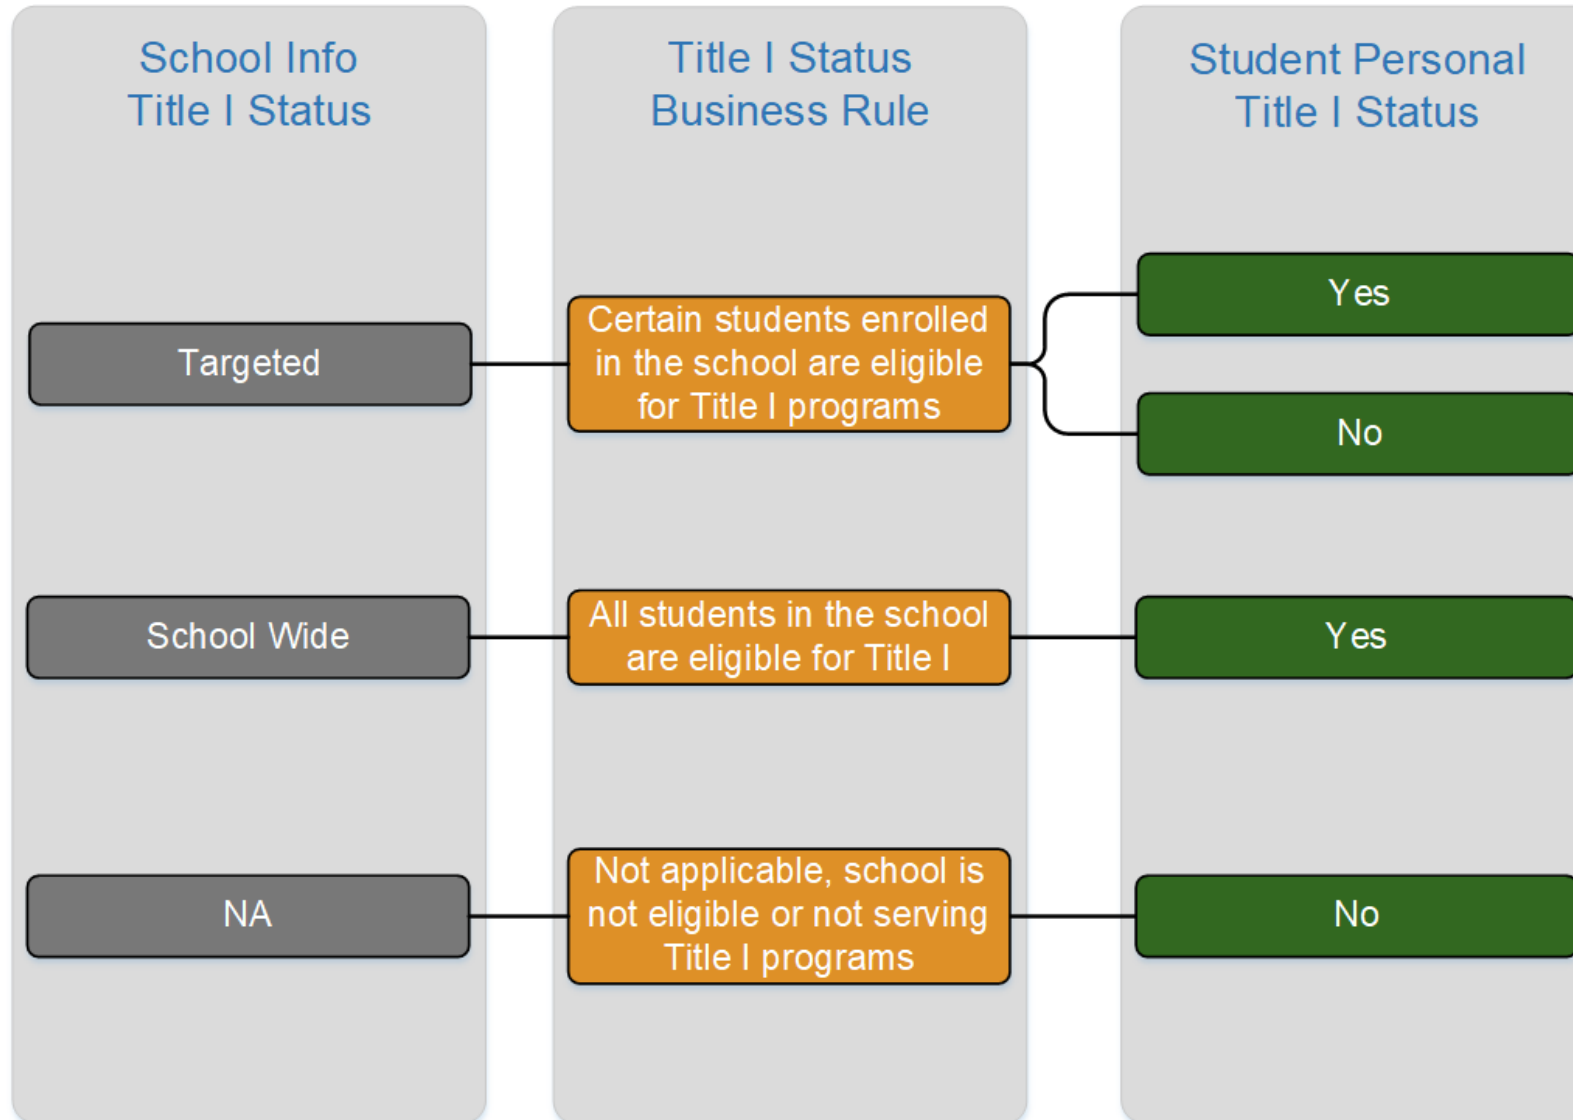 School Info
Title I Status
Title I Status
Business Rule
Student Personal
Title I Status
Targeted
Certain students enrolled
in the school are eligible
for Title I programs
Yes
No
School Wide
All students in the school
are eligible for Title I
Yes
NA
Not applicable, school is
not eligible or not serving
Title I programs
No